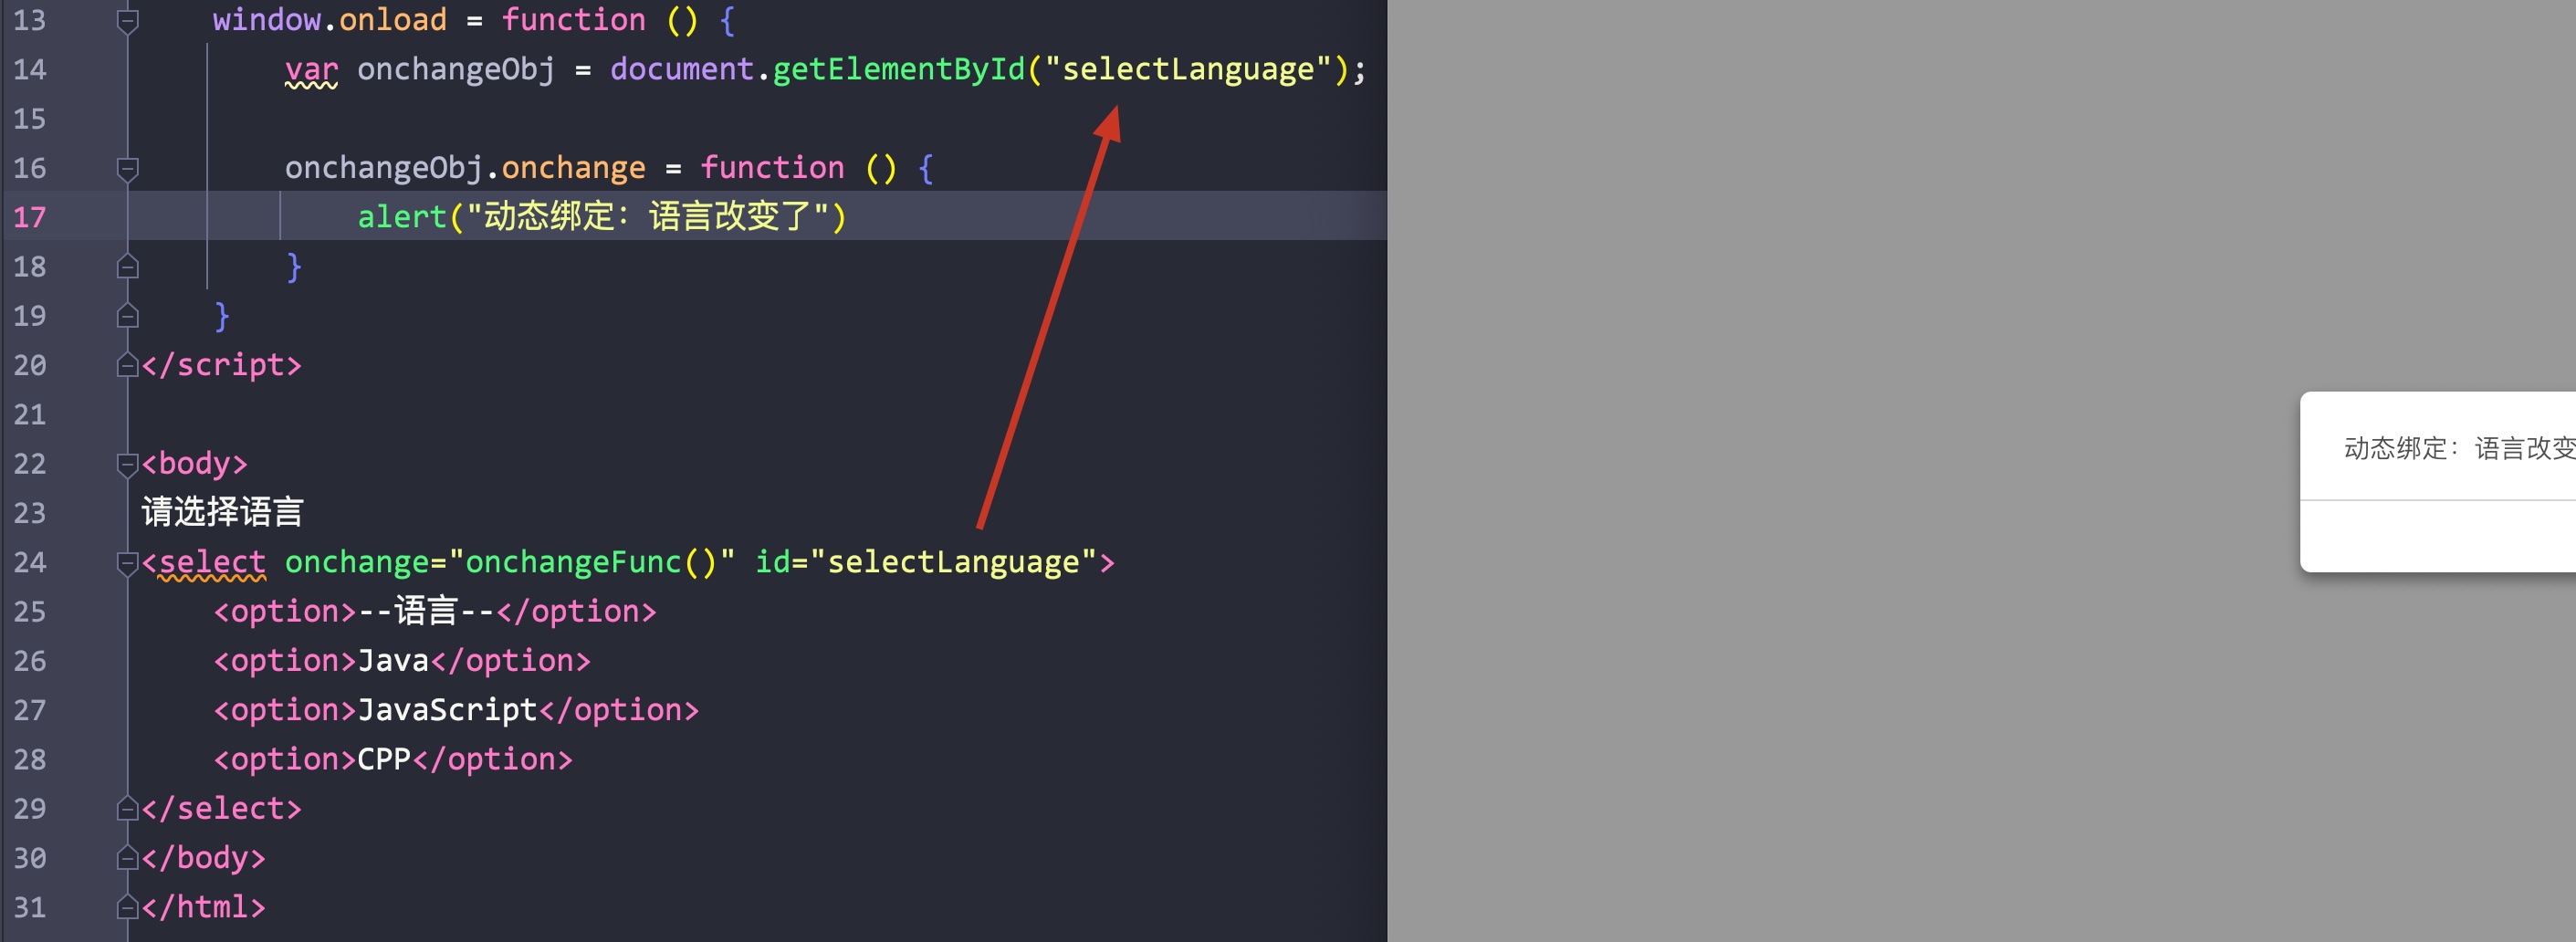 13 window.onload = function () {
14 var onchangeObj = document.getElementById("selectLanguage");
15
16 onchangeObj.onchange = function () {
17 alert("动态绑定：语言改变了")
18 }
19 }
20 </script>
21
22 <body>
23 请选择语言
24 <select onchange="onchangeFunc()" id="selectLanguage">
25 <option>--语言--</option>
26 <option>Java</option>
27 <option>JavaScript</option>
28 <option>CPP</option>
29 </select>
30 </body>
31 </html>
动态绑定：语言改变